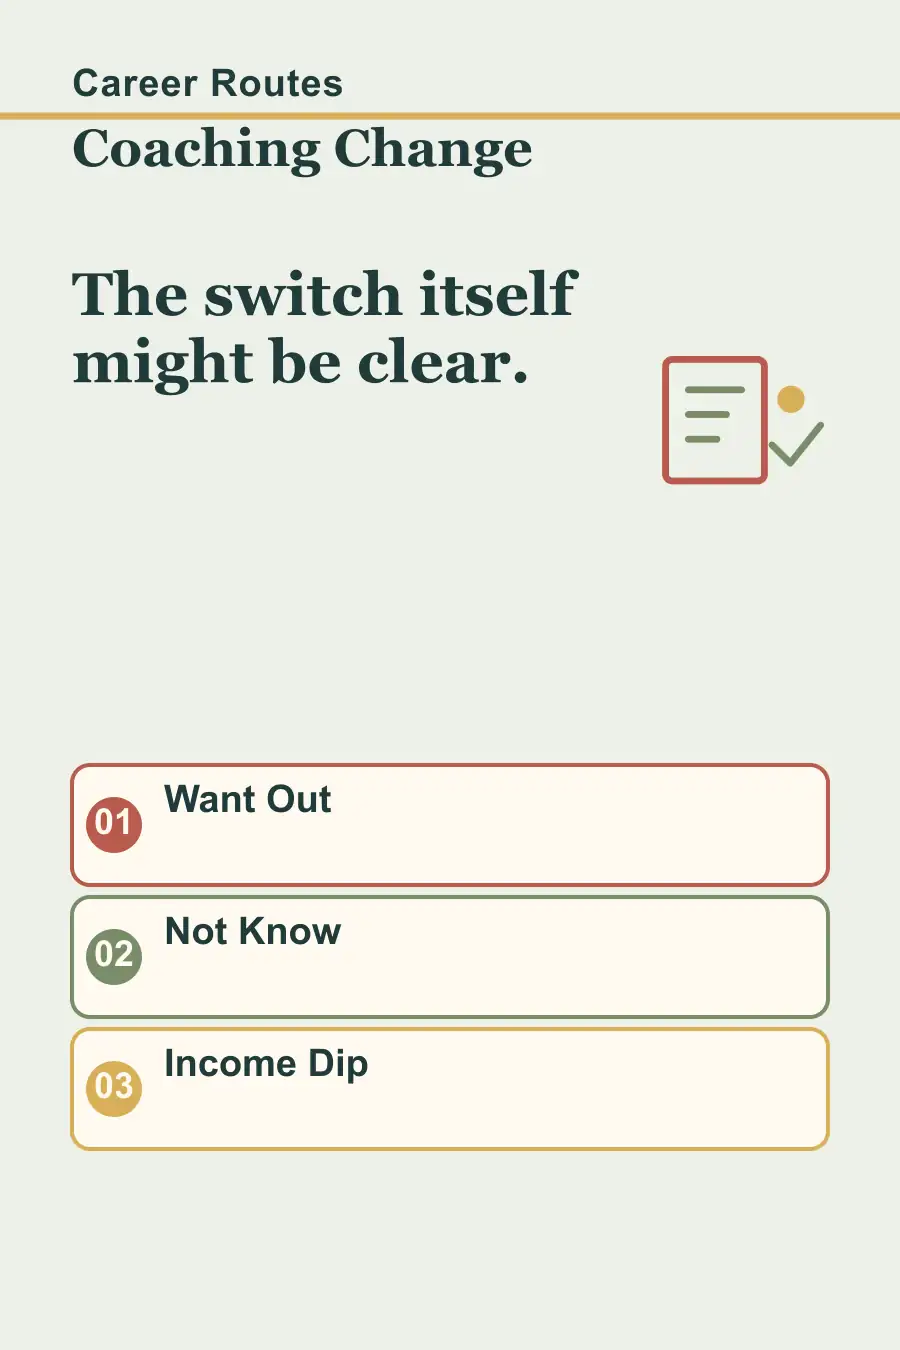 Career Routes
Coaching Change
The switch itself
might be clear.
01
Want Out
02
Not Know
03
Income Dip